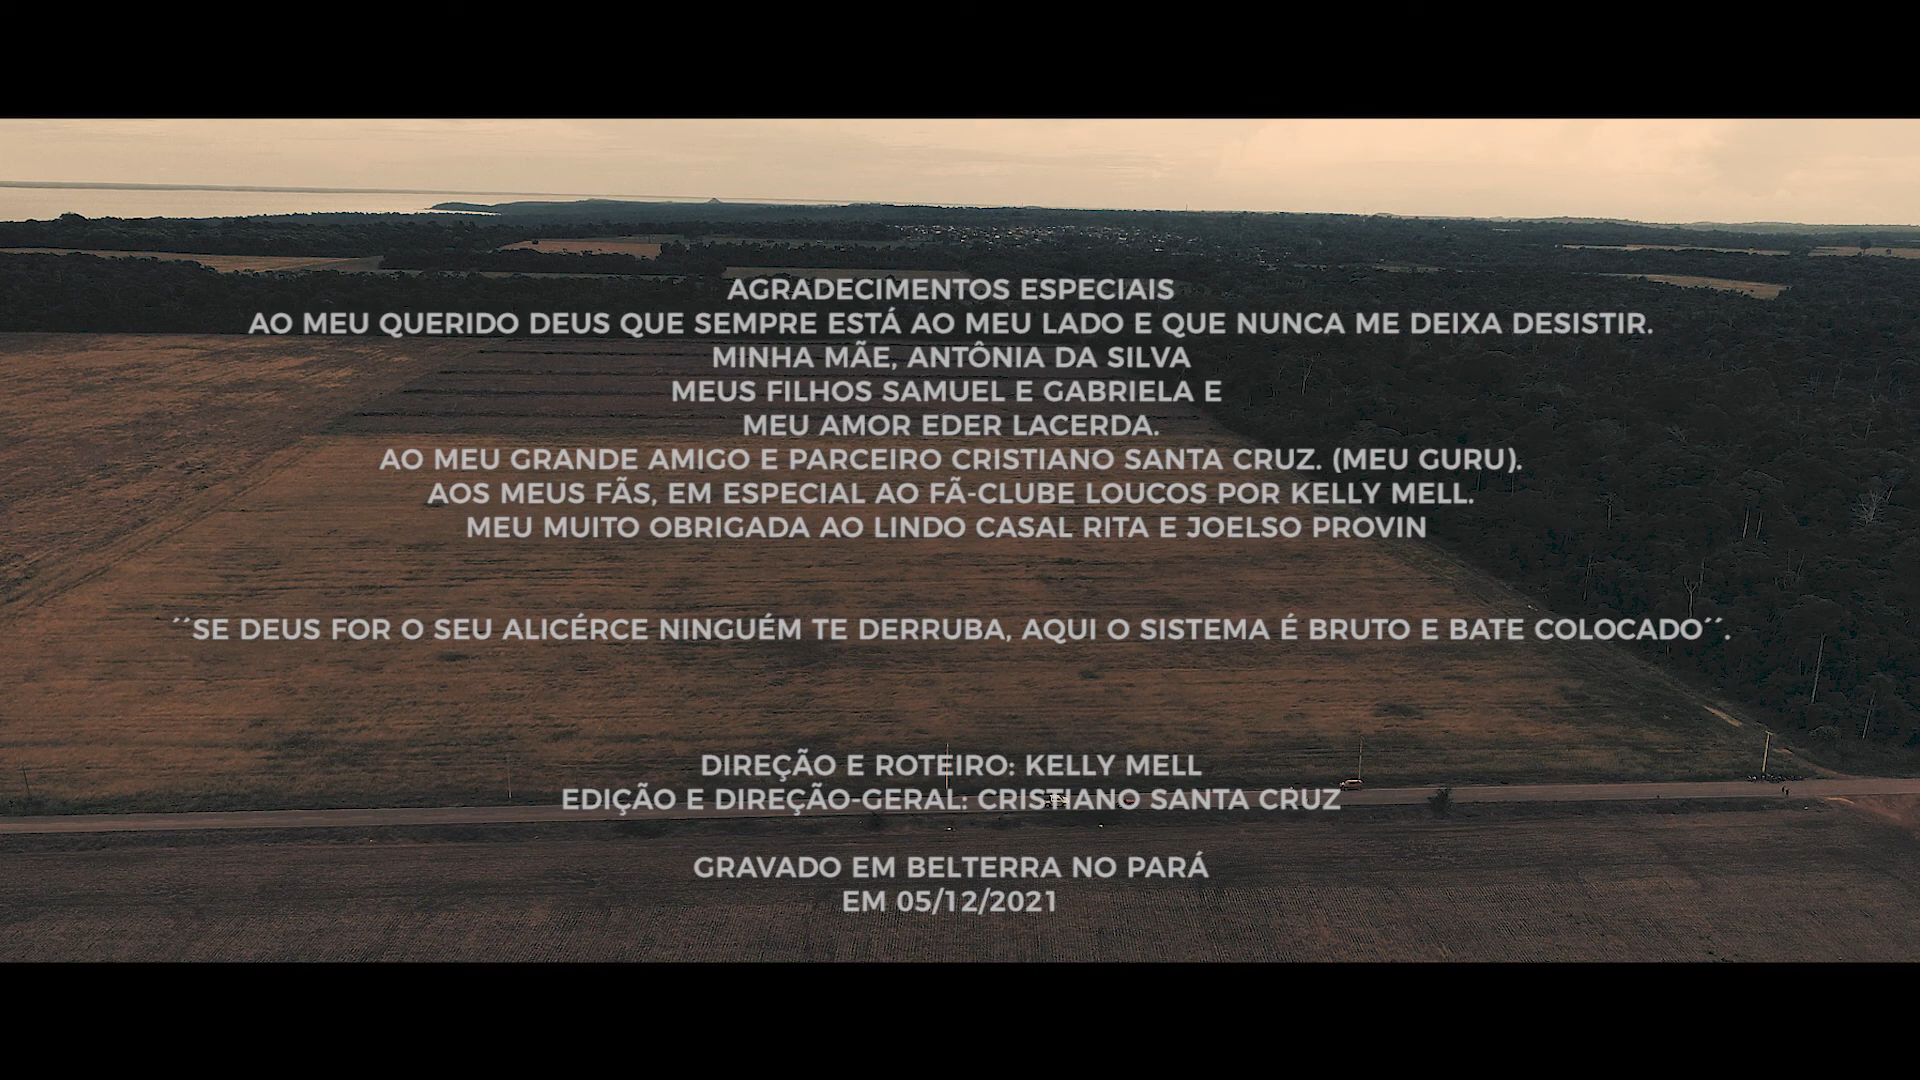 AGRADECIMENTOS ESPECIAIS
AO MEU QUERIDO DEUS QUE SEMPRE ESTÁ AO MEU LADO E QUE NUNCA ME DEIXA DESISTIR.
MINHA MÃE, ANTÔNIA DA SILVA
MEUS FILHOS SAMUEL E GABRIELA E
MEU AMOR EDER LACERDA.
AO MEU GRANDE AMIGO E PARCEIRO CRISTIANO SANTA CRUZ. (MEU GURU).
AOS MEUS FÃS, EM ESPECIAL AO FÃ-CLUBE LOUCOS POR KELLY MELL.
MEU MUITO OBRIGADA AO LINDO CASAL RITA E JOELSO PROVIN
´´SE DEUS FOR O SEU ALICÉRCE NINGUÉM TE DERRUBA, AQUI O SISTEMA É BRUTO E BATE COLOCADO´´.
DIREÇÃO E ROTEIRO: KELLY MELL
EDIÇÃO E DIREÇÃO-GERAL: CRISTIANO SANTA CRUZ
GRAVADO EM BELTERRA NO PARÁ
EM 05/12/2021